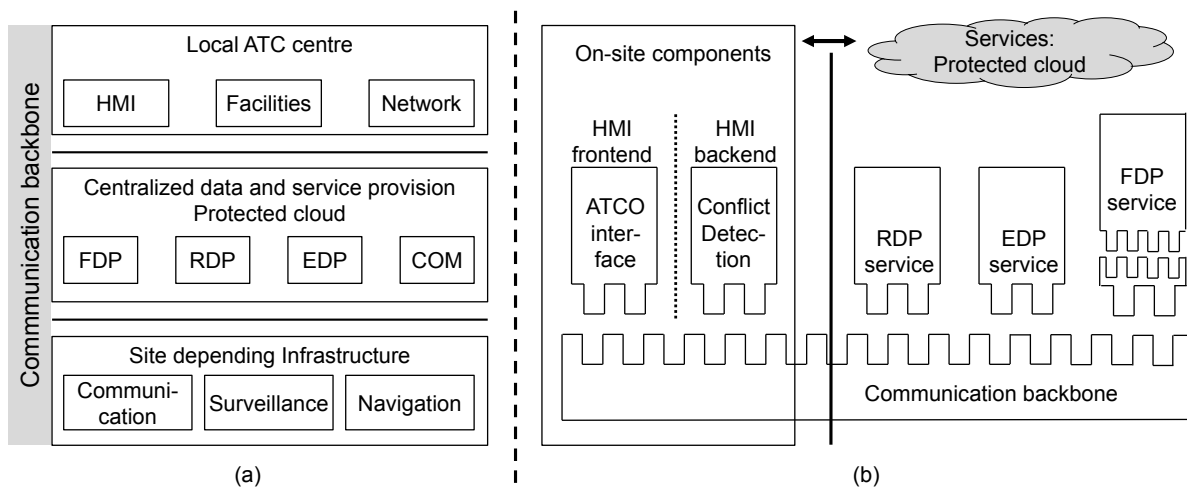 Commmunication backbone
Local ATC centre
HMI
Facilities
Network
Centralized data and service provision
Protected cloud
FDP
RDP
EDP
COM
Site depending Infrastructure
Communi-
cation
Surveillance
Navigation
(a)
On-site components
Services:
Protected cloud
HMI
frontend
HMI
backend
ATCO
inter-
face
Conflict
Detec-
tion
RDP
service
EDP
service
FDP
service
Communication backbone
(b)